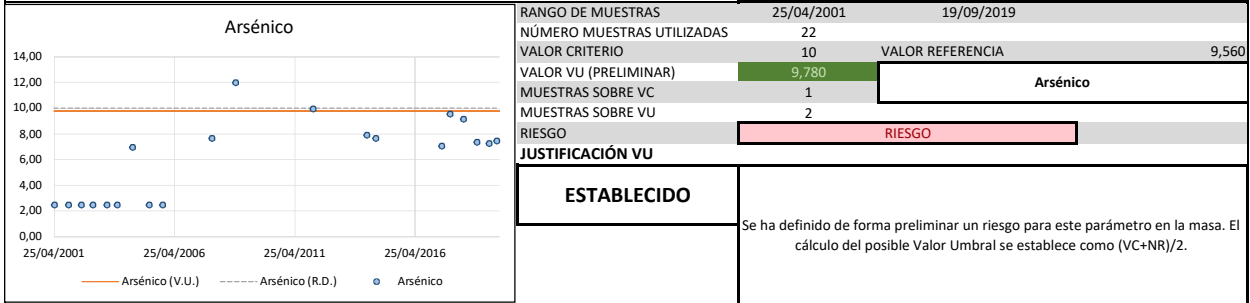 Arsénico
14,00
12,00
10,00
8,00
6,00
4,00
2,00
0,00
25/04/2001 25/04/2006 25/04/2011 25/04/2016
Arsénico (V.U.) Arsénico (R.D.) Arsénico
RANGO DE MUESTRAS 25/04/2001 19/09/2019
NÚMERO MUESTRAS UTILIZADAS 22
VALOR CRITERIO 10 VALOR REFERENCIA 9,560
VALOR VU (PRELIMINAR) 9,780
Arsénico
MUESTRAS SOBRE VC 1
MUESTRAS SOBRE VU 2
RIESGO RIESGO
JUSTIFICACIÓN VU
ESTABLECIDO
Se ha definido de forma preliminar un riesgo para este parámetro en la masa. El
cálculo del posible Valor Umbral se establece como (VC+NR)/2.